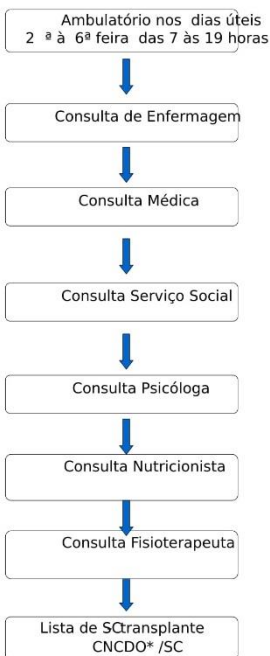 Ambulatório nos dias úteis
2 ª à 6ª feira das 7 às 19 horas
Consulta de Enfermagem
Consulta Médica
Consulta Serviço Social
Consulta Psicóloga
Consulta Nutricionista
Consulta Fisioterapeuta
Lista de SCtransplante
CNCDO* /SC